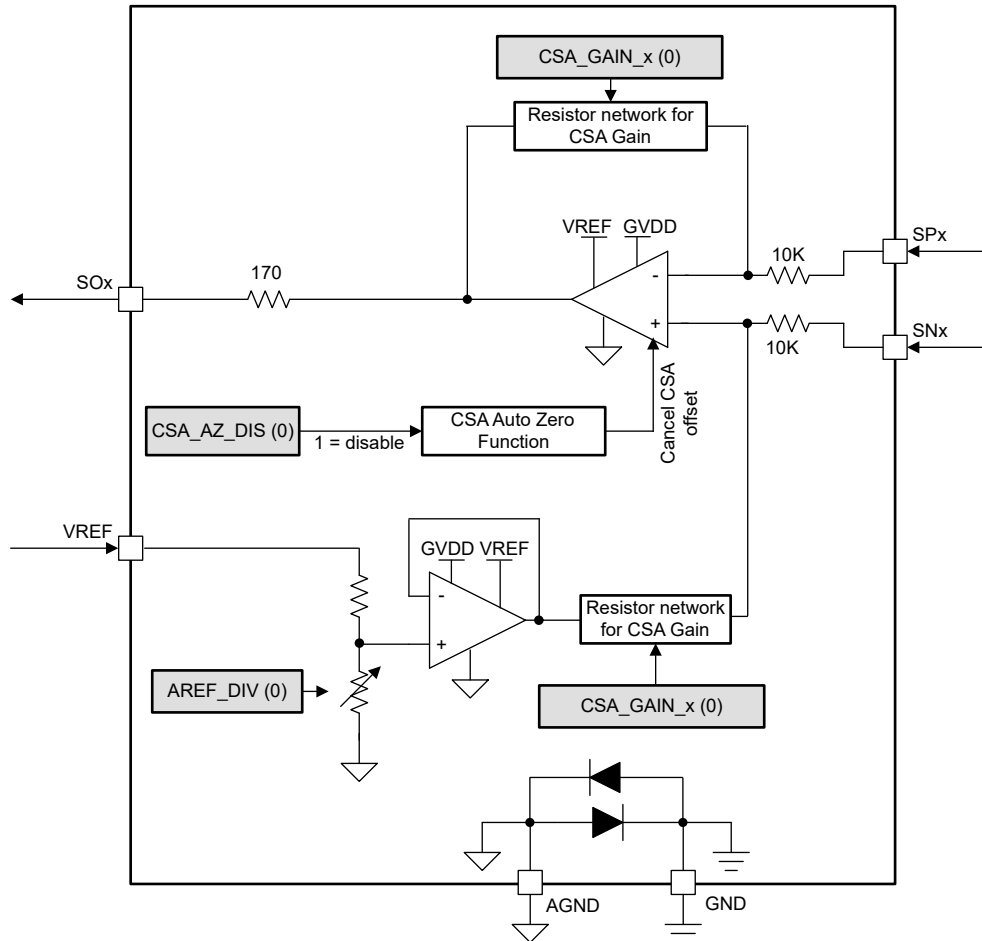 CSA_GAIN_x (0)
Resistor network for
CSA Gain
VREF
GVDD
SPx
10K
170
SOx
-
+
SNx
10K
Cancel CSA
offset
CSA_AZ_DIS (0)
1 = disable
CSA Auto Zero
Function
VREF
GVDD
VREF
-
+
Resistor network
for CSA Gain
AREF_DIV (0)
CSA_GAIN_x (0)
AGND
GND